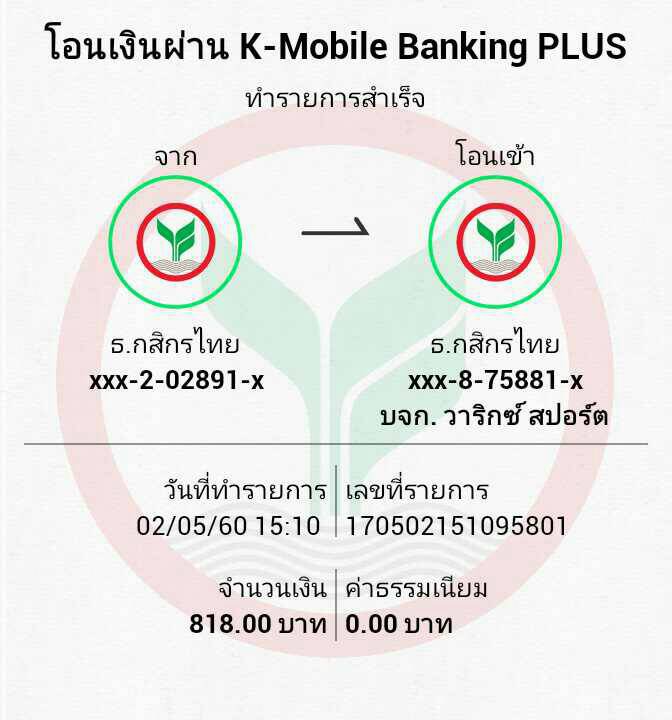 โอนเงินผ่าน K-Mobile Banking PLUS
ทำรายการสำเร็จ
จาก
โอนเข้า
ธ.กสิกรไทย
xxx-2-02891-x
ธ.กสิกรไทย
xxx-8-75881-x
บจก. วาริกซ์ สปอร์ต
วันที่ทำรายการ
02/05/60 15:10
เลขที่รายการ
170502151095801
จำนวนเงิน
818.00 บาท
ค่าธรรมเนียม
0.00 บาท